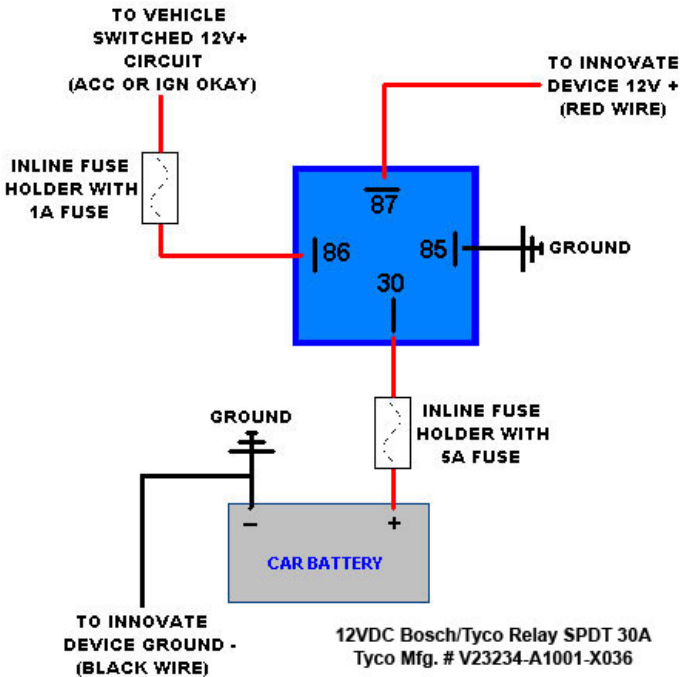 TO VEHICLE
SWITCHED 12V+
CIRCUIT
(ACC OR IGN OKAY)
TO INNOVATE
DEVICE 12V +
(RED WIRE)
INLINE FUSE
HOLDER WITH
1A FUSE
87
86
85
30
GROUND
INLINE FUSE
HOLDER WITH
5A FUSE
GROUND
– +
CAR BATTERY
TO INNOVATE
DEVICE GROUND -
(BLACK WIRE)
12VDC Bosch/Tyco Relay SPDT 30A
Tyco Mfg. # V23234-A1001-X036